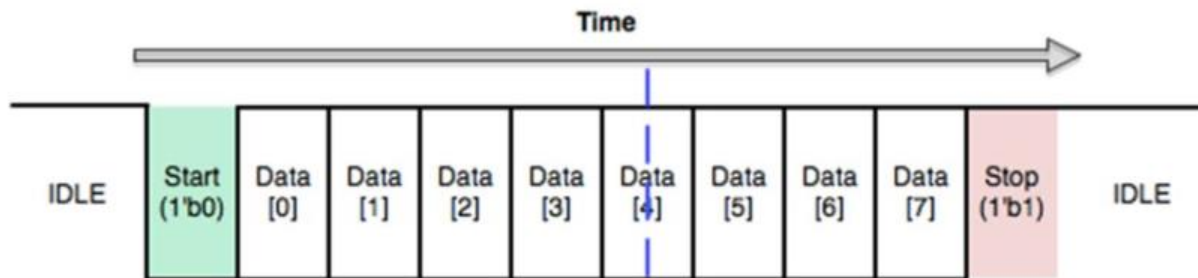 Time
IDLE
Start
(1'b0)
Data
[0]
Data
[1]
Data
[2]
Data
[3]
Data
[4]
Data
[5]
Data
[6]
Data
[7]
Stop
(1'b1)
IDLE